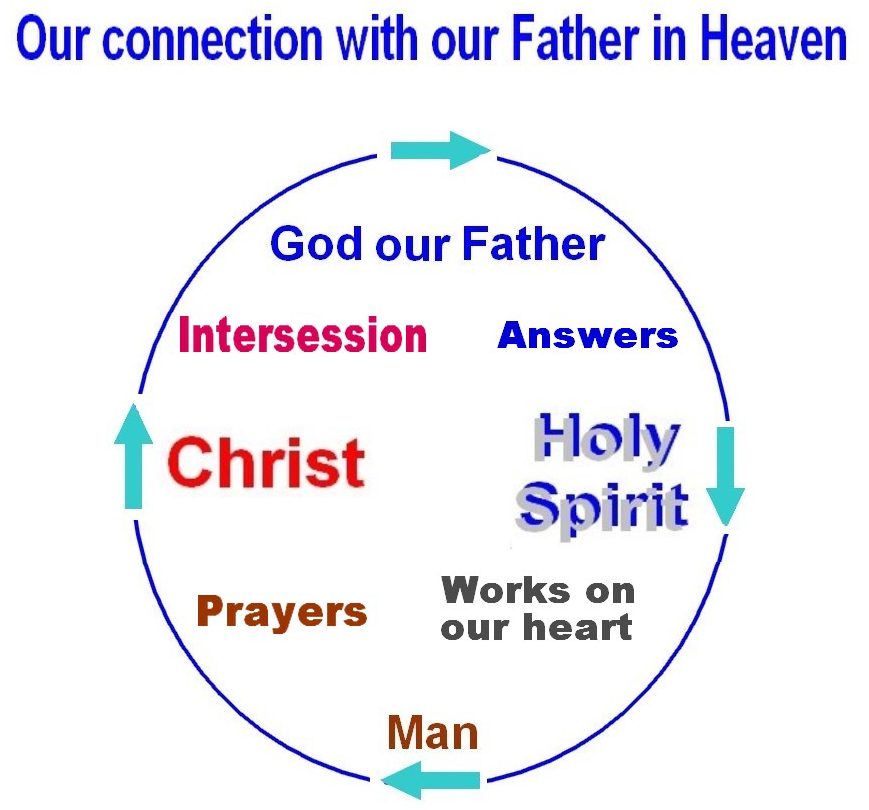 Our connection with our Father in Heaven
God our Father
Intersession
Answers
Christ
Holy
Spirit
Prayers
Works on
our heart
Man